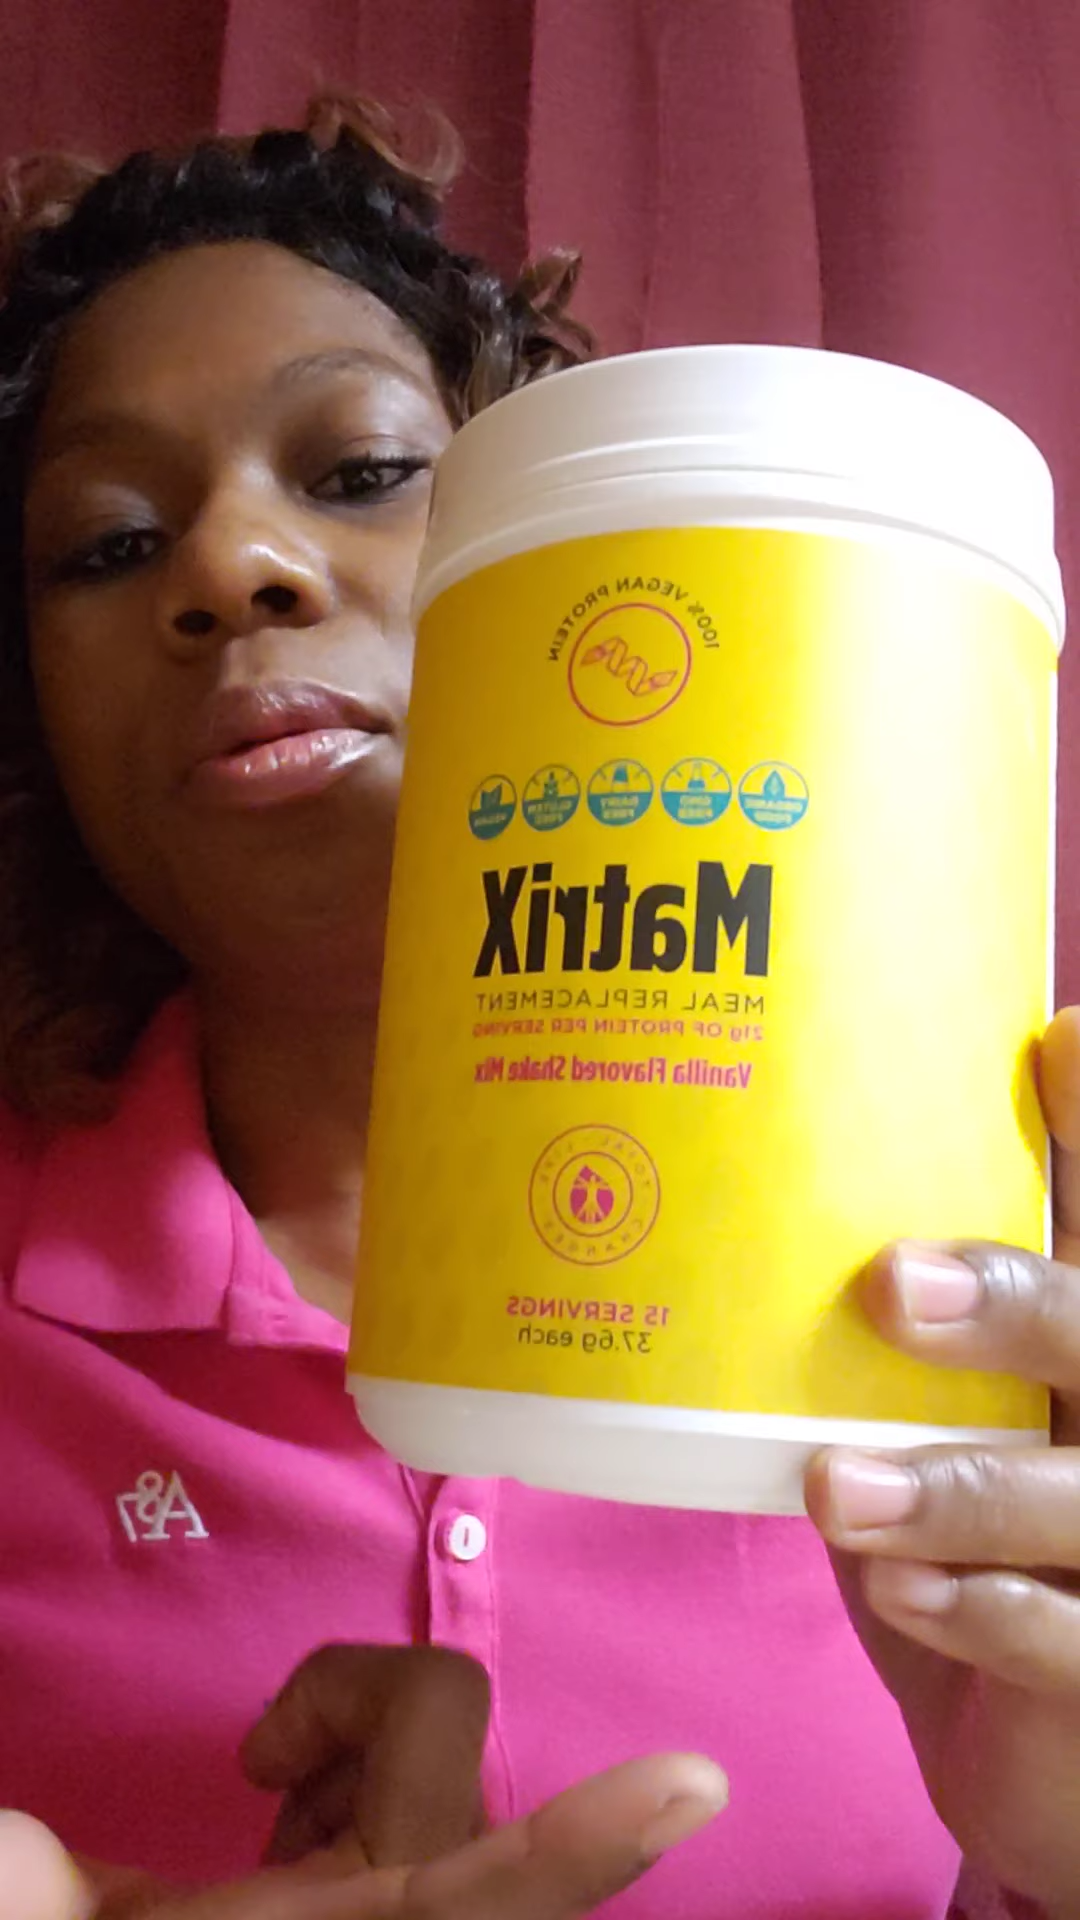 100% VEGAN PROTEIN
VEGAN
GLUTEN FREE
DAIRY FREE
GMO FREE
ORGANIC FOOD
MatriX
MEAL REPLACEMENT
21g OF PROTEIN PER SERVING
Vanilla Flavored Shake Mix
TOTAL LIFE CHANGES
15 SERVINGS
37.6g each